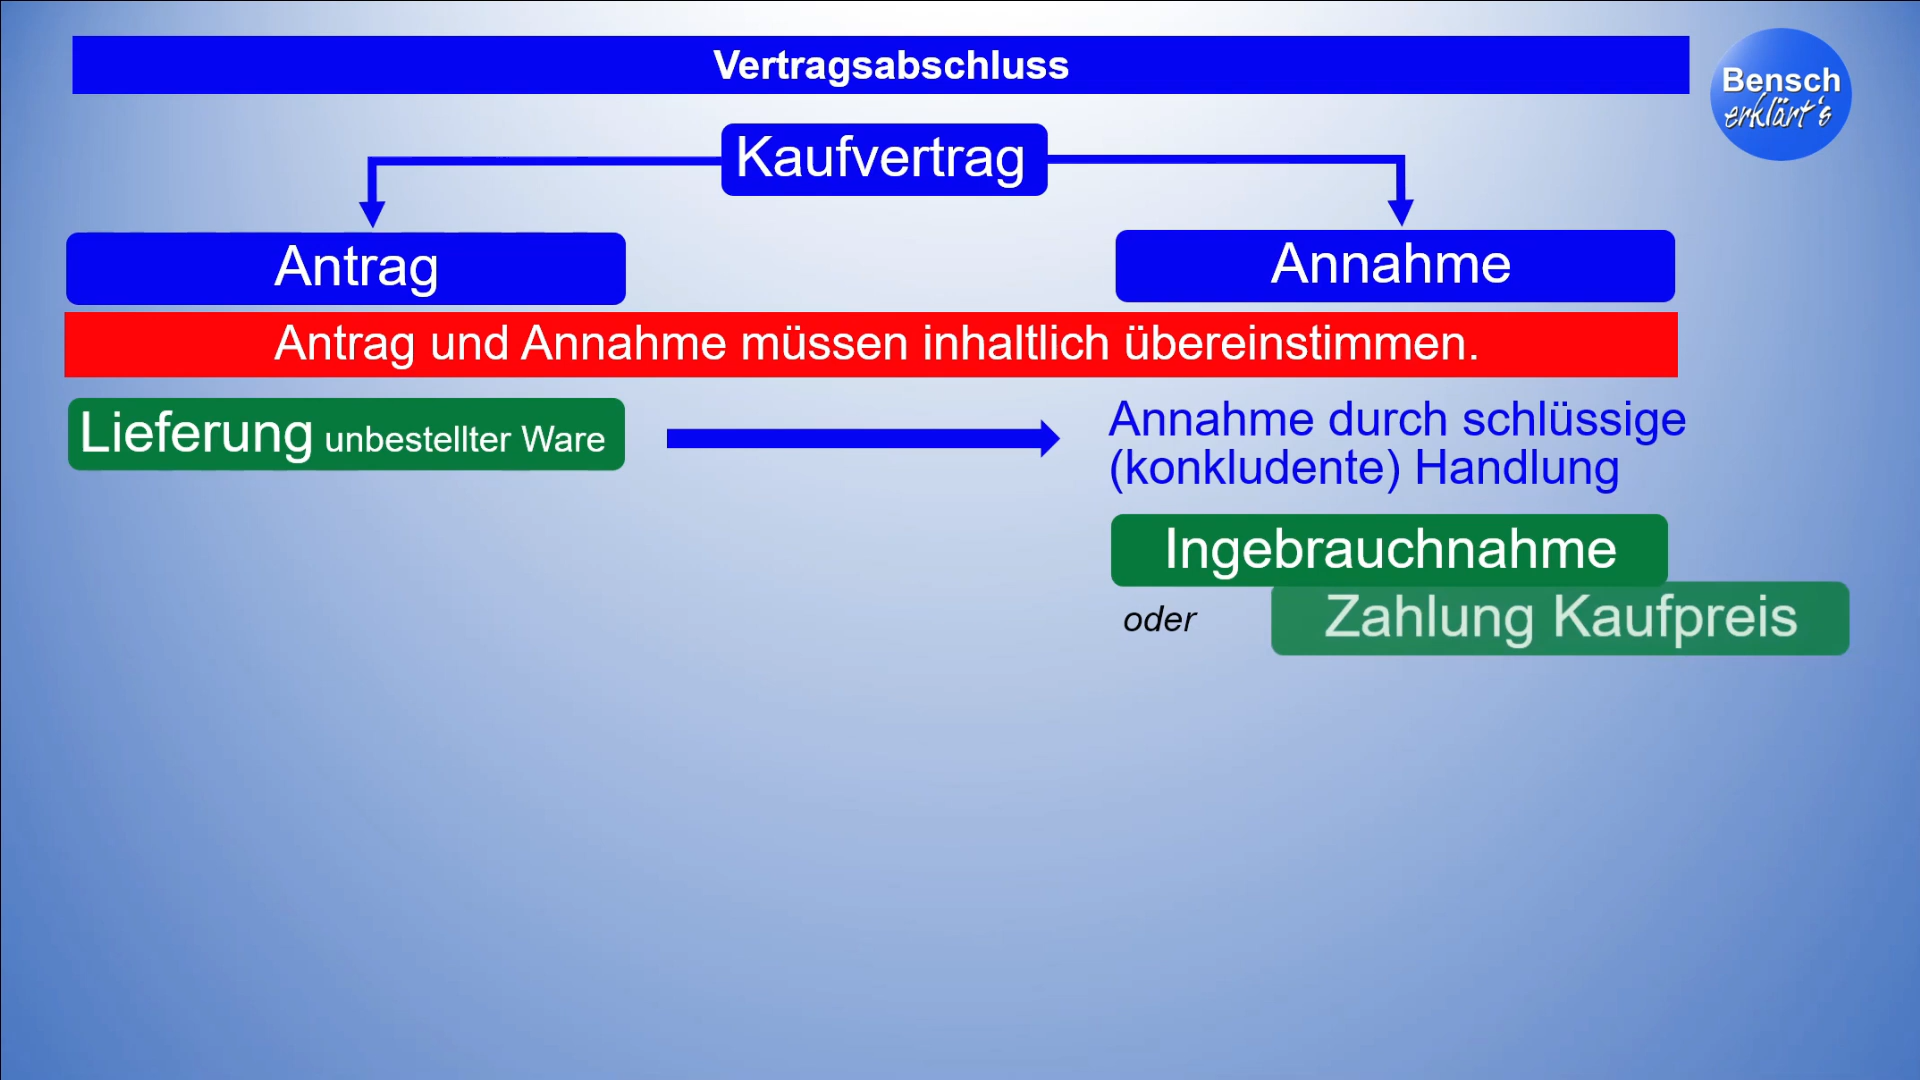 Vertragsabschluss
Bensch
erklärt's
Kaufvertrag
Antrag
Annahme
Antrag und Annahme müssen inhaltlich übereinstimmen.
Lieferung unbestellter Ware
Annahme durch schlüssige
(konkludente) Handlung
Ingebrauchnahme
oder
Zahlung Kaufpreis